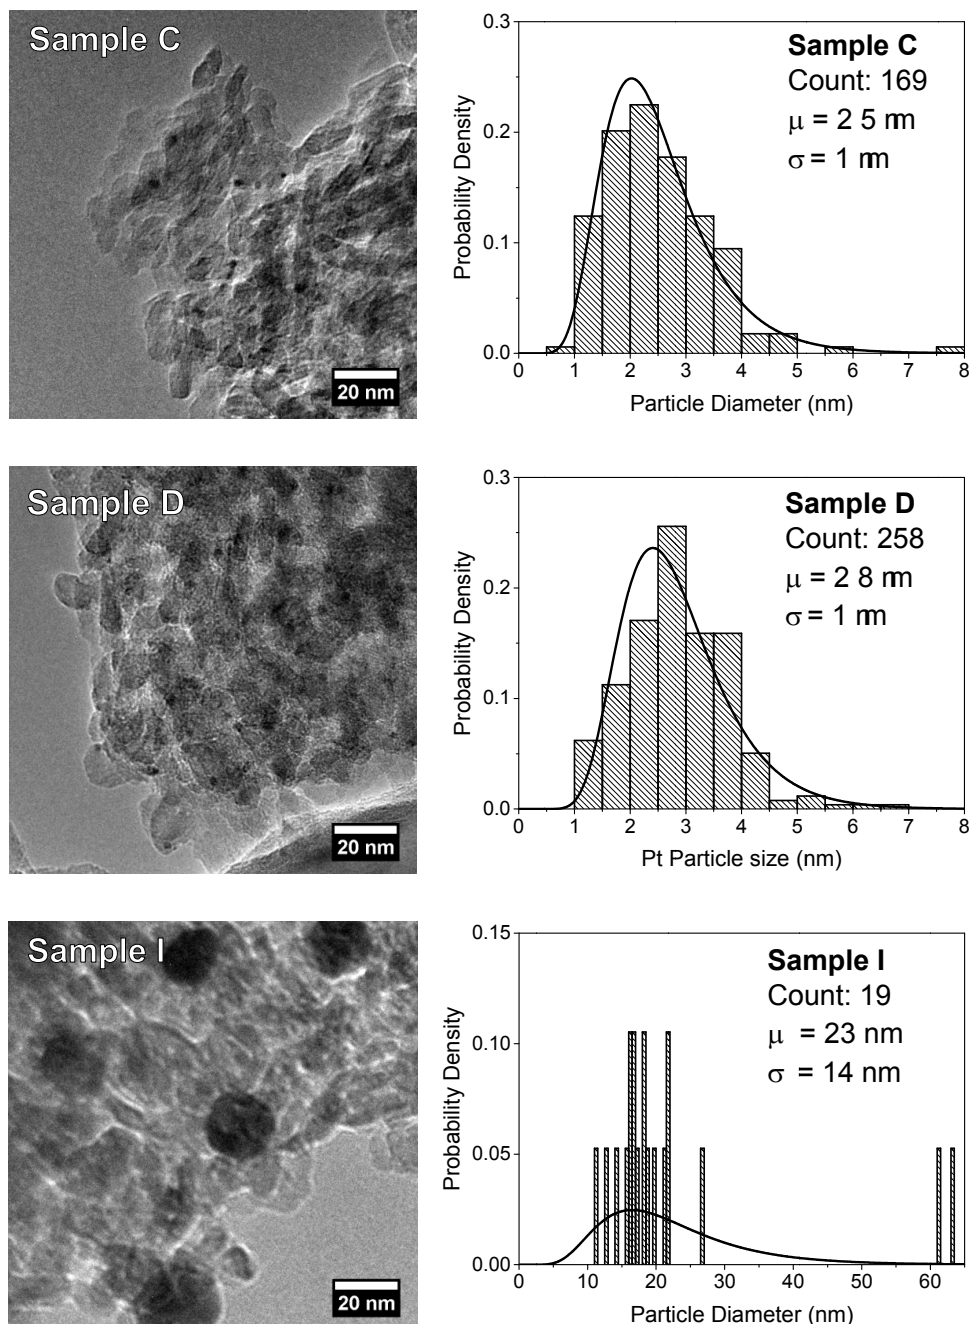 Sample C
20 nm
0.3
0.2
0.1
0.0
0 1 2 3 4 5 6 7 8
Probability Density
Particle Diameter (nm)
Sample C
Count: 169
μ = 2 5 nm
σ = 1 nm
Sample D
20 nm
0.3
0.2
0.1
0.0
0 1 2 3 4 5 6 7 8
Probability Density
Pt Particle size (nm)
Sample D
Count: 258
μ = 2 8 nm
σ = 1 nm
Sample I
20 nm
0.15
0.10
0.05
0.00
0 10 20 30 40 50 60
Probability Density
Particle Diameter (nm)
Sample I
Count: 19
μ = 23 nm
σ = 14 nm